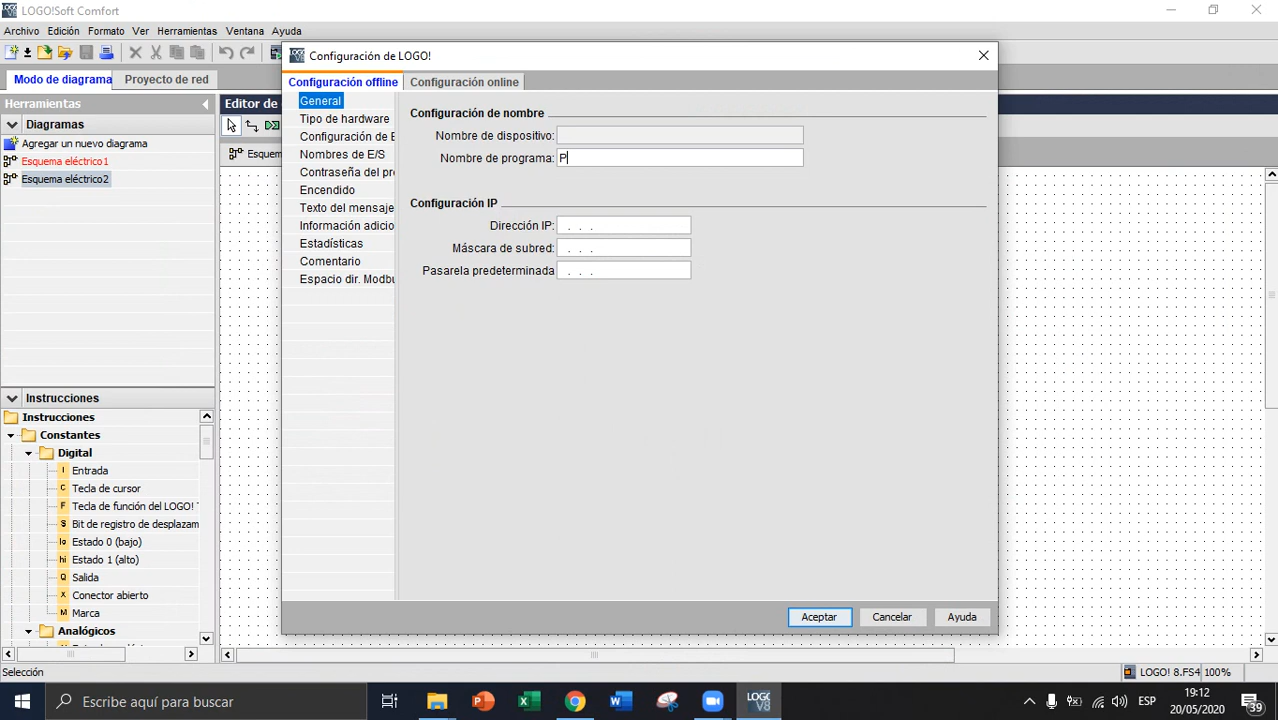 LOGO!Soft Comfort
Archivo Edición Formato Ver Herramientas Ventana Ayuda
Modo de diagrama Proyecto de red
Herramientas
Diagramas
Agregar un nuevo diagrama
Esquema eléctrico1
Esquema eléctrico2
Editor de
Esquem
Instrucciones
Instrucciones
Constantes
Digital
I Entrada
C Tecla de cursor
F Tecla de función del LOGO!
S Bit de registro de desplazam
lo Estado 0 (bajo)
hi Estado 1 (alto)
Q Salida
X Conector abierto
M Marca
Analógicos
Configuración de LOGO!
Configuración offline Configuración online
General
Tipo de hardware
Configuración de E
Nombres de E/S
Contraseña del pro
Encendido
Texto del mensaje
Información adicio
Estadísticas
Comentario
Espacio dir. Modbu
Configuración de nombre
Nombre de dispositivo:
Nombre de programa: P
Configuración IP
Dirección IP: . . .
Máscara de subred: . . .
Pasarela predeterminada . . .
Aceptar Cancelar Ayuda
Selección
LOGO! 8.FS4 100%
Escribe aquí para buscar
LOGO V8
ESP
19:12
20/05/2020
39